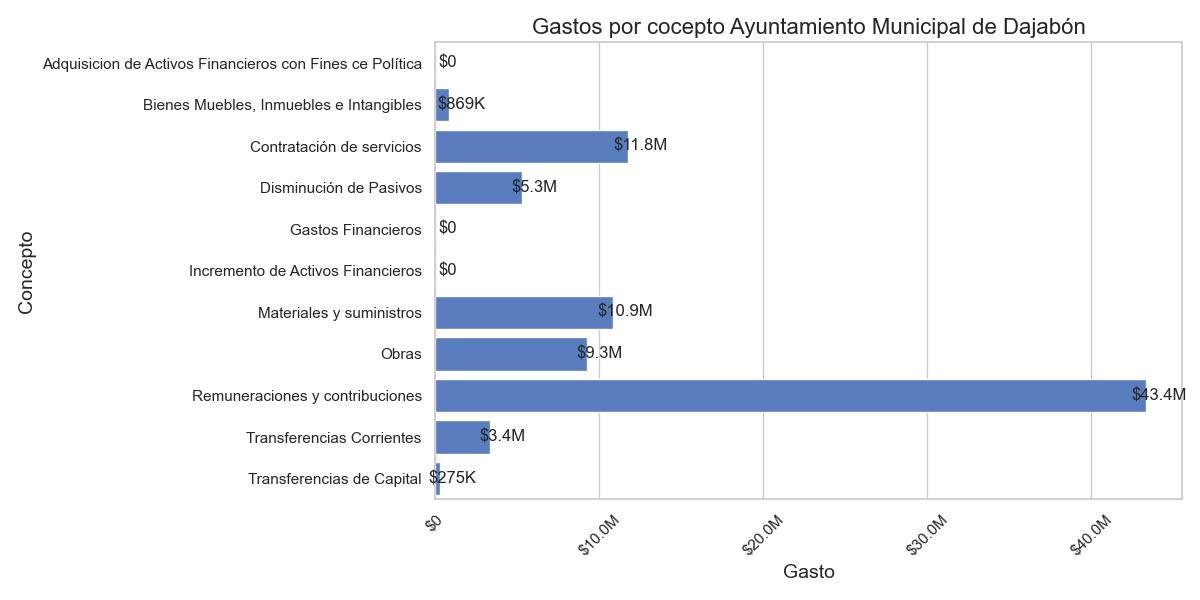 Gastos por cocepto Ayuntamiento Municipal de Dajabón
Adquisicion de Activos Financieros con Fines ce Política $0
Bienes Muebles, Inmuebles e Intangibles $869K
Contratación de servicios $11.8M
Disminución de Pasivos $5.3M
Gastos Financieros $0
Incremento de Activos Financieros $0
Materiales y suministros $10.9M
Obras $9.3M
Remuneraciones y contribuciones $43.4M
Transferencias Corrientes $3.4M
Transferencias de Capital $275K
Concepto
$0 $10.0M $20.0M $30.0M $40.0M
Gasto